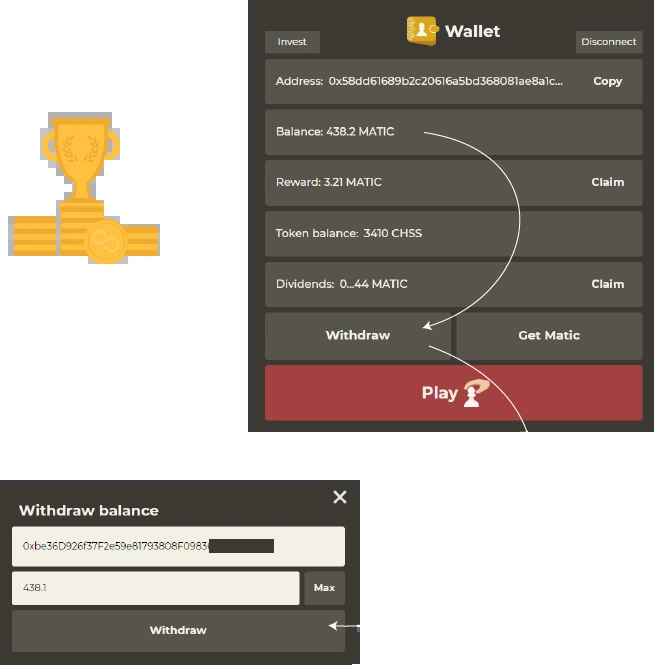 Wallet
Invest
Disconnect
Address: 0x58dd61689b2c20616a5bd368081ae8a1c... Copy
Balance: 438.2 MATIC
Reward: 3.21 MATIC Claim
Token balance: 3410 CHSS
Dividends: 0...44 MATIC Claim
Withdraw Get Matic
Play
Withdraw balance
0xbe36D926f37F2e59e81793808F0983
438.1 Max
Withdraw